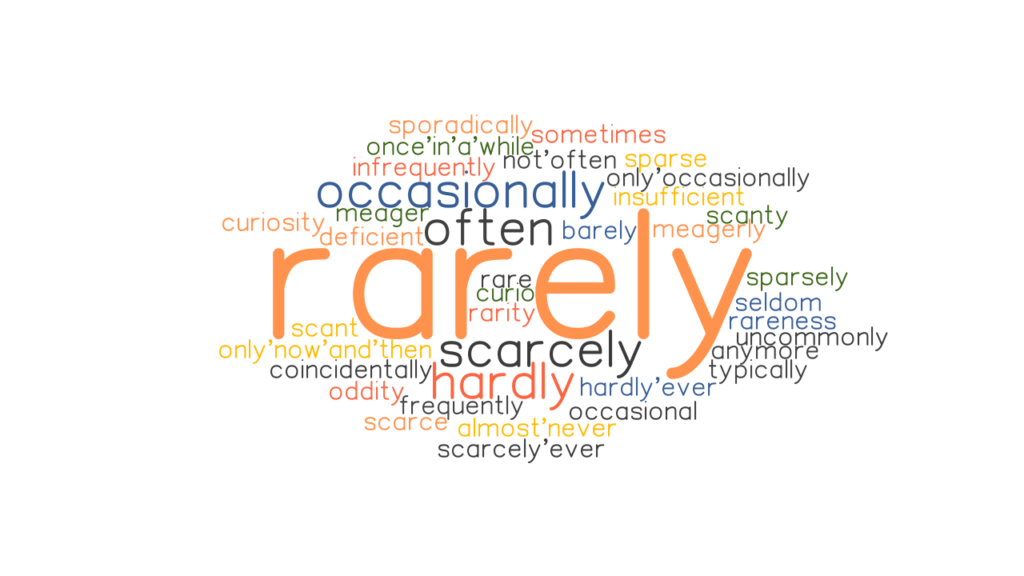 sporadically
sometimes
once'in'a'while
not'often
sparse
infrequently
only'occasionally
occasionally
insufficient
meager
scanty
curiosity
often
barely
meagerly
deficient
rarely
rare
sparsely
curio
seldom
rarity
rareness
scant
uncommonly
only'now'and'then
scarcely
anymore
coincidentally
typically
hardly
hardly'ever
oddity
frequently
occasional
scarce
almost'never
scarcely'ever